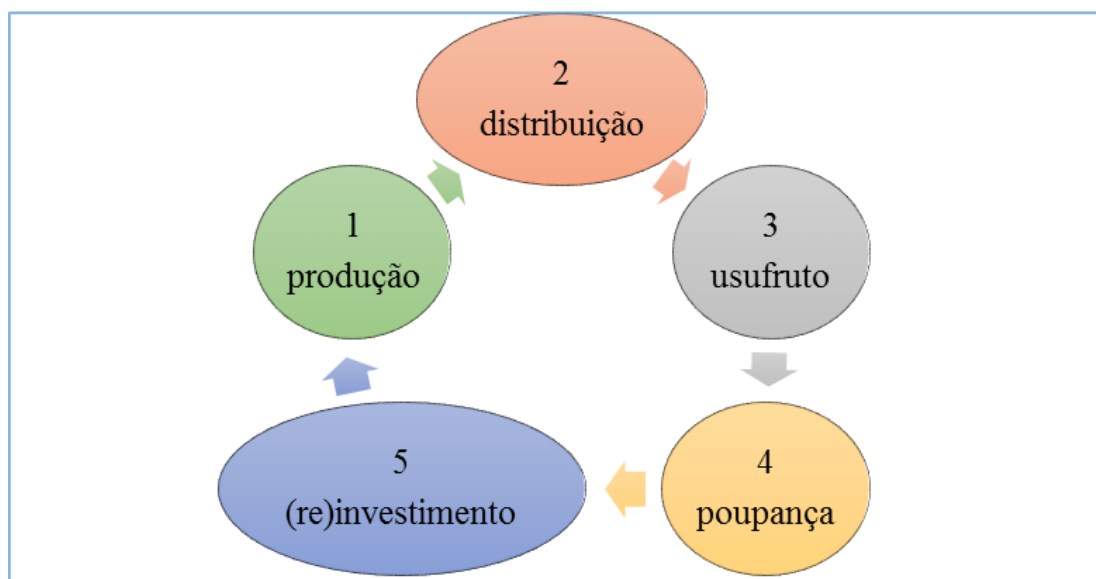 1
produção
2
distribuição
3
usufruto
4
poupança
5
(re)investimento